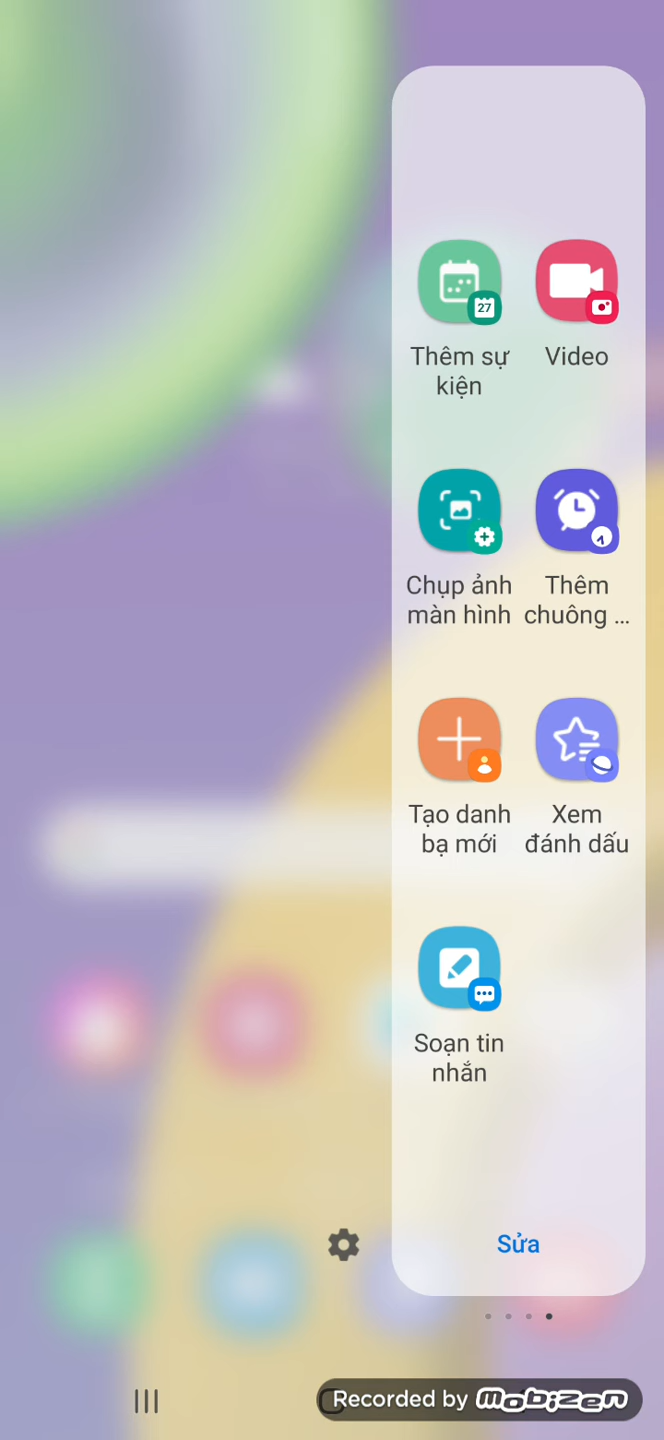 27
Thêm sự
kiện
Video
Chụp ảnh
màn hình
Thêm
chuông ...
Tạo danh
bạ mới
Xem
đánh dấu
Soạn tin
nhắn
Sửa
Recorded by mobizen